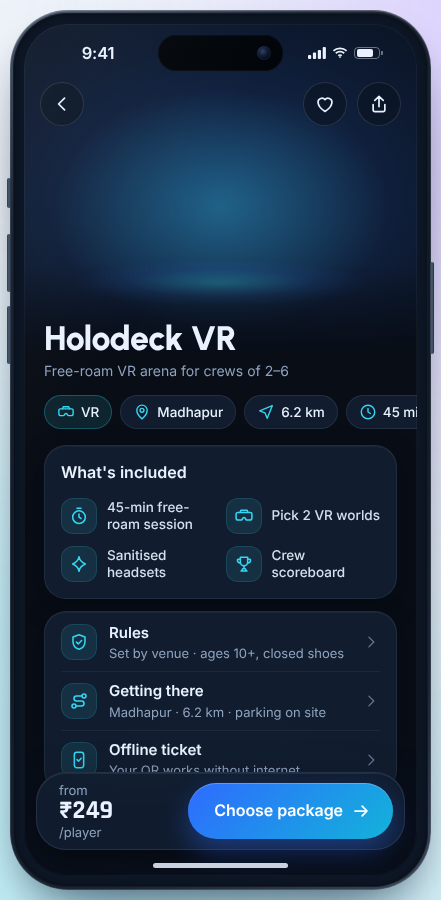 9:41
Holodeck VR
Free-roam VR arena for crews of 2–6
VR
Madhapur
6.2 km
45 mi
What's included
45-min free-
roam session
Pick 2 VR worlds
Sanitised
headsets
Crew
scoreboard
Rules
Set by venue · ages 10+, closed shoes
Getting there
Madhapur · 6.2 km · parking on site
Offline ticket
Your QR works without internet
from
₹249
/player
Choose package